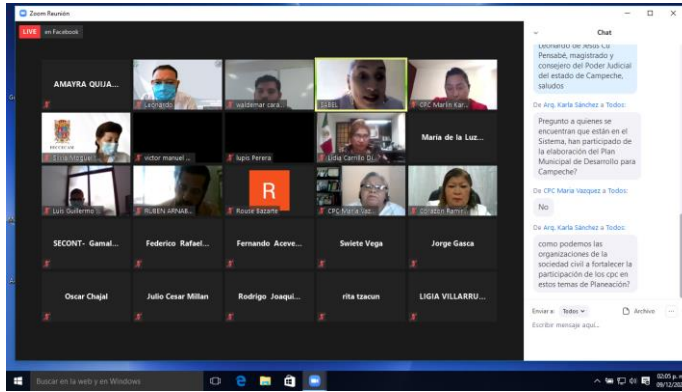 Zoom Reunión
LIVE en Facebook
AMAYRA QUIJA...
Leonardo
waldemar cara...
ISABEL
CPC Marlin Kar...
victor manuel ...
lupio Perera
Lidia Carrillo Di...
María de la Luz...
Luis Guillermo
RUBEN ARNAB...
R
Rouse Bazarte
CPC Maria Vaz...
Corazón Ramír...
SECONT- Gamal...
Federico Rafael...
Fernando Aceve...
Swiete Vega
Jorge Gasca
Oscar Chajal
Julio Cesar Millan
Rodrigo Joaqui...
rita tzacun
LIGIA VILLARRU...
Chat
Leonardo de Jesús Cú
Pensabé, magistrado y
consejero del Poder Judicial
del estado de Campeche,
saludos
De Arq. Karla Sánchez a Todos:
Pregunto a quienes se
encuentran que están en el
Sistema, han participado de
la elaboración del Plan
Municipal de Desarrollo para
Campeche?
De CPC Maria Vazquez a Todos:
No
De Arq. Karla Sánchez a Todos:
como podemos las
organizaciones de la
sociedad civil a fortalecer la
participación de los cpc en
estos temas de Planeación?
Enviar a: Todos
Archivo
Escribir mensaje aquí...
Buscar en la web y en Windows
02:05 p.